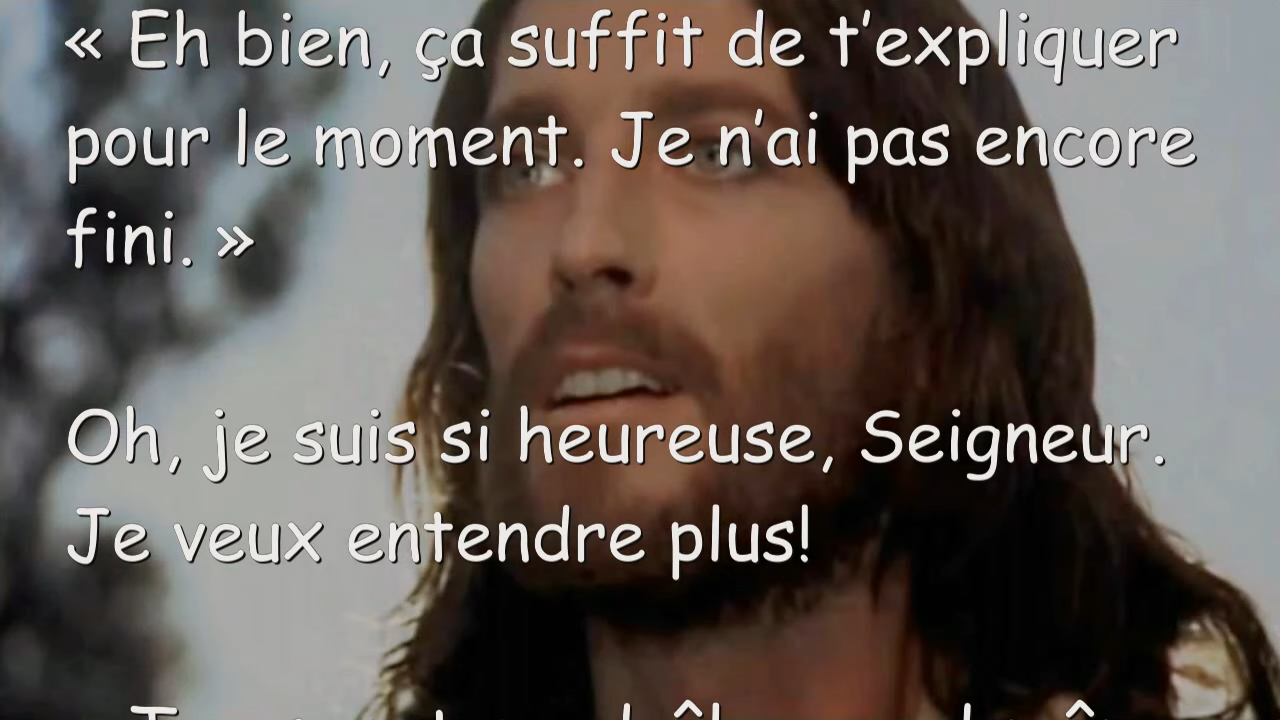 « Eh bien, ça suffit de t’expliquer
pour le moment. Je n’ai pas encore
fini. »
Oh, je suis si heureuse, Seigneur.
Je veux entendre plus!